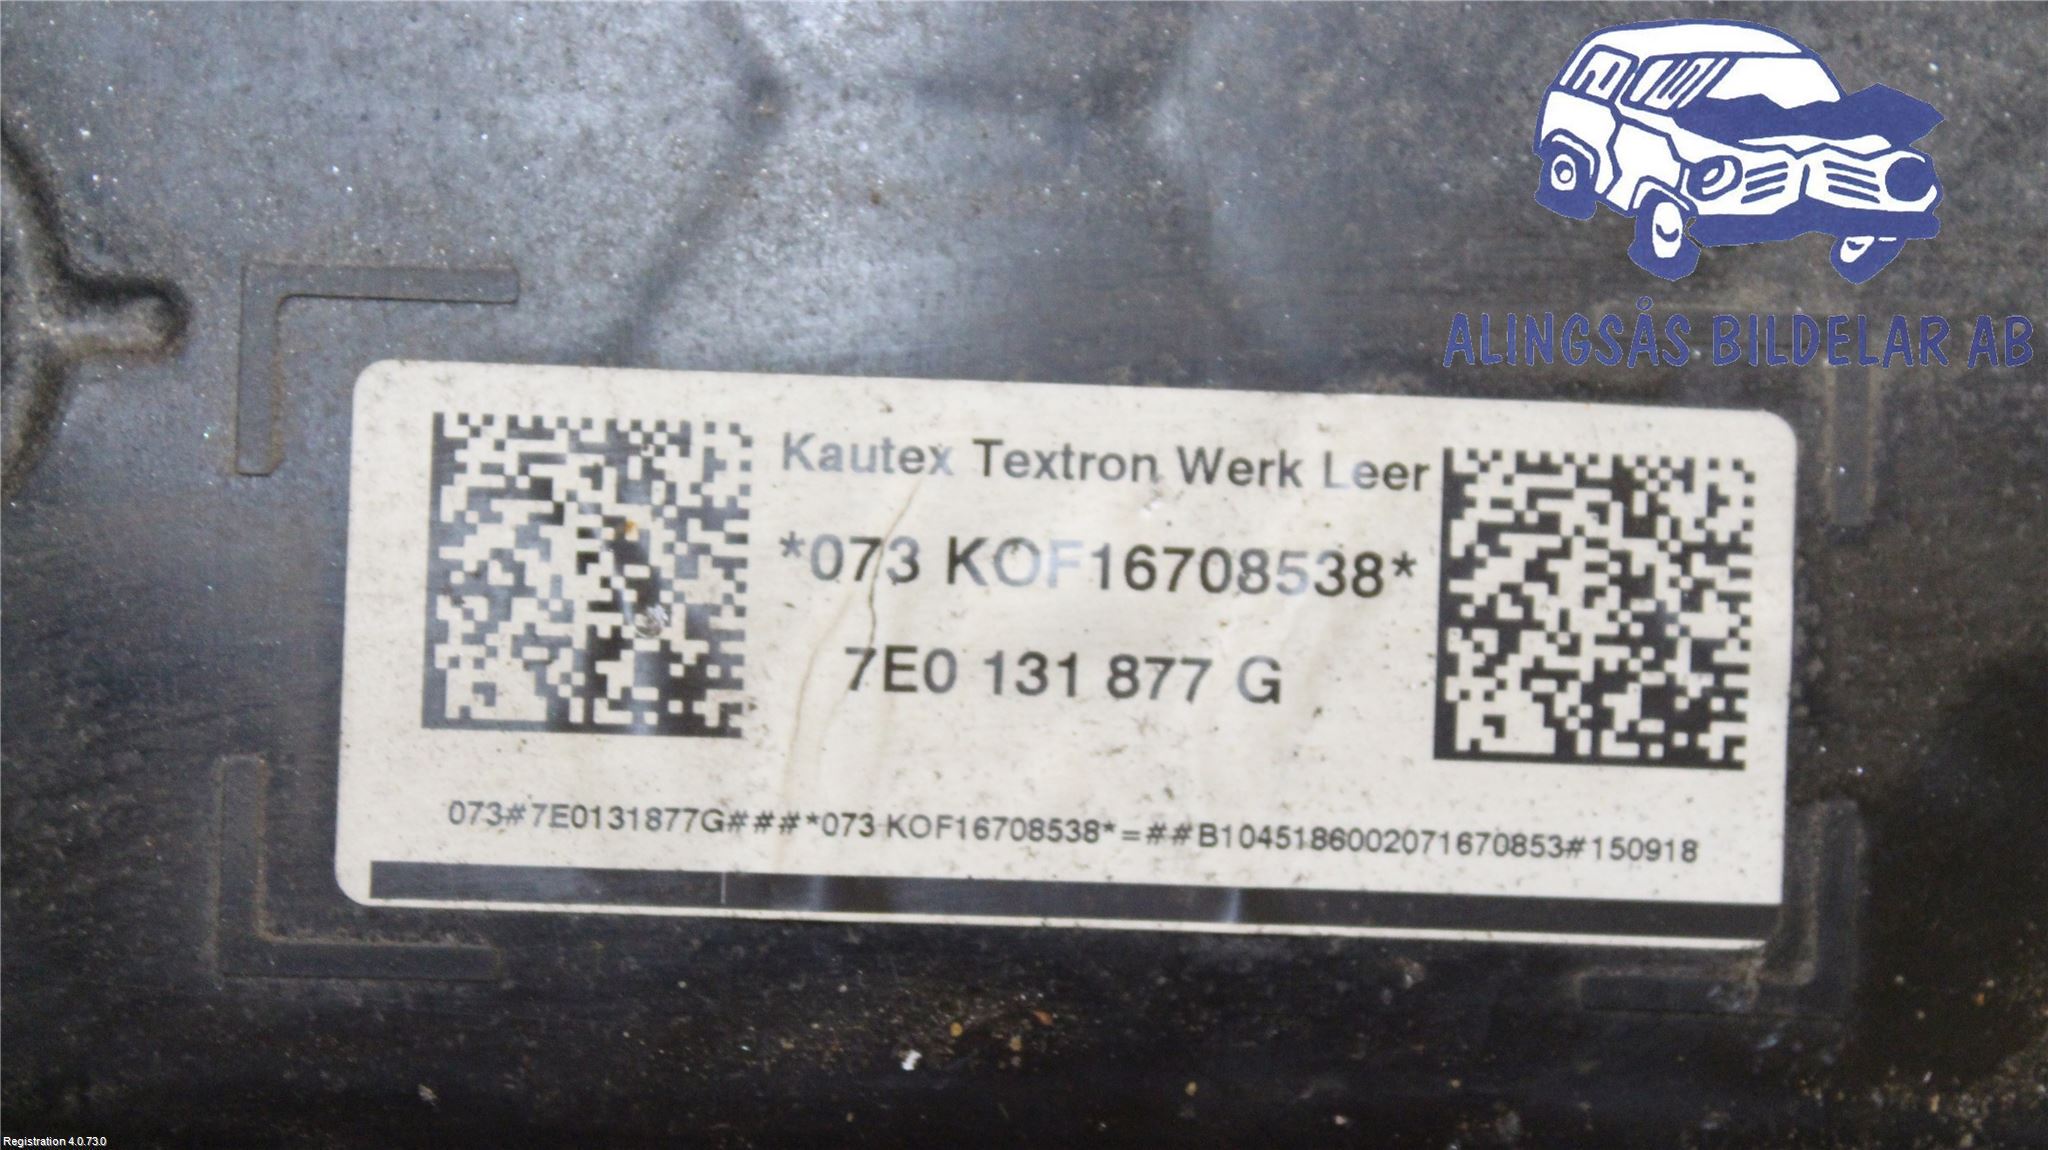 ALINGSÅS BILDELAR AB
Kautex Textron Werk Leer
*073 KOF16708538*
7E0 131 877 G
073#7E0131877G###*073 KOF16708538*=##B1045186002071670853#150918
Registration 4.0.73.0